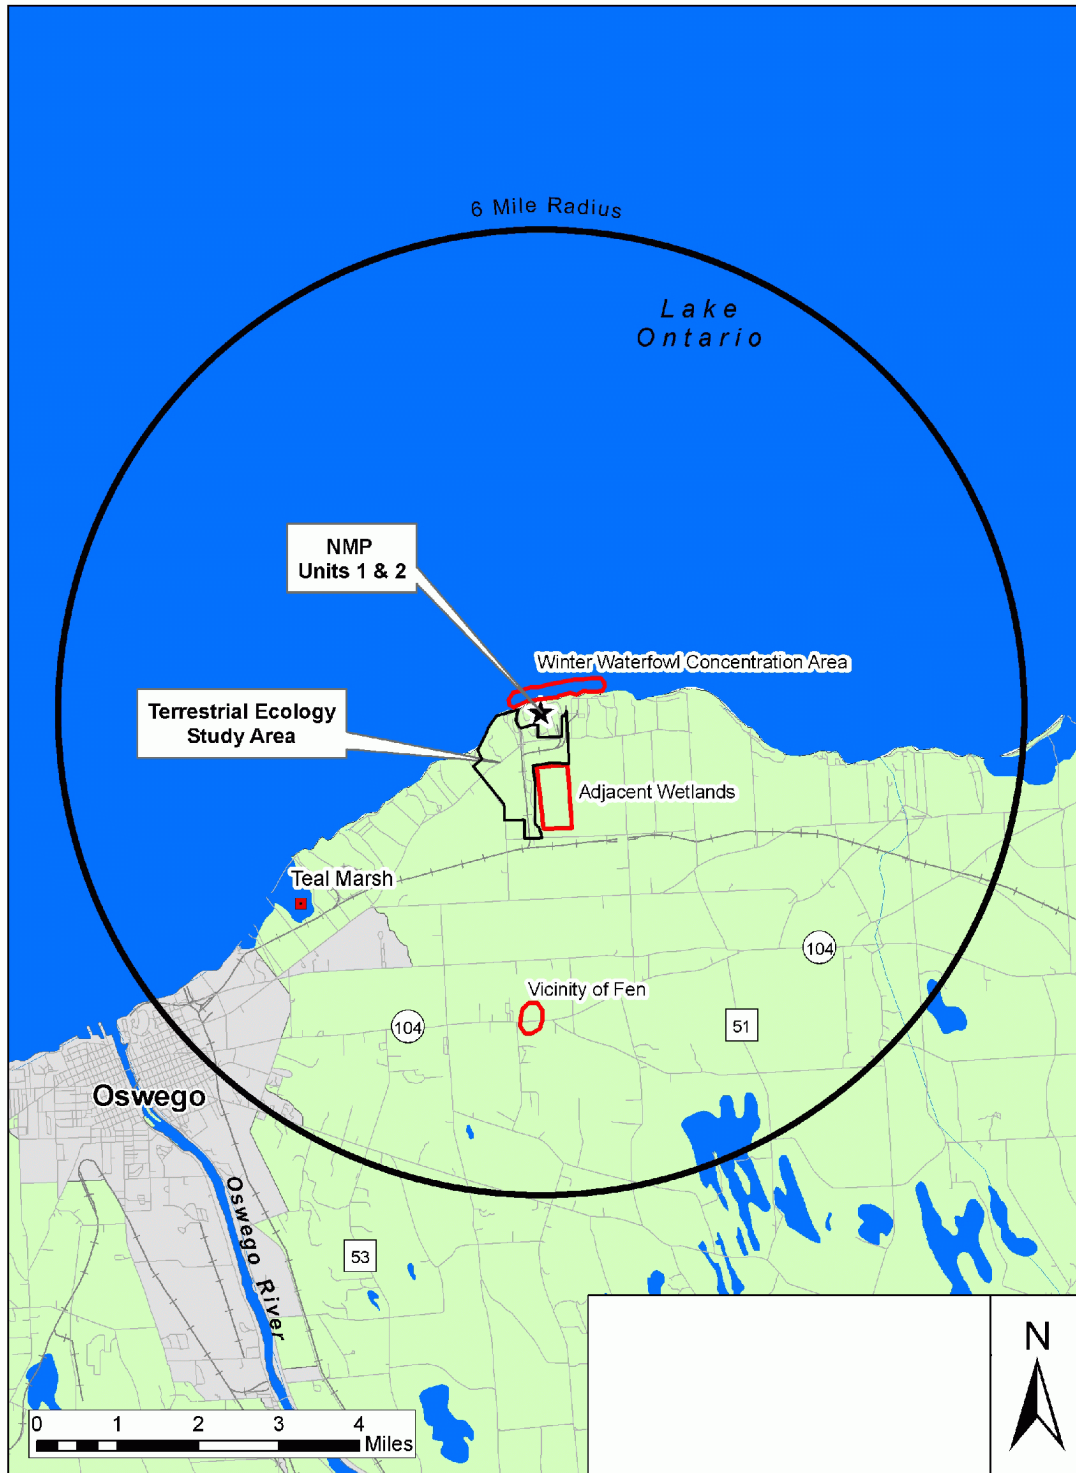 6 Mile Radius
Lake
Ontario
NMP
Units 1 & 2
Winter Waterfowl Concentration Area
Terrestrial Ecology
Study Area
Adjacent Wetlands
Teal Marsh
104
Vicinity of Fen
104
51
Oswego
Oswego River
53
N
0 1 2 3 4
Miles